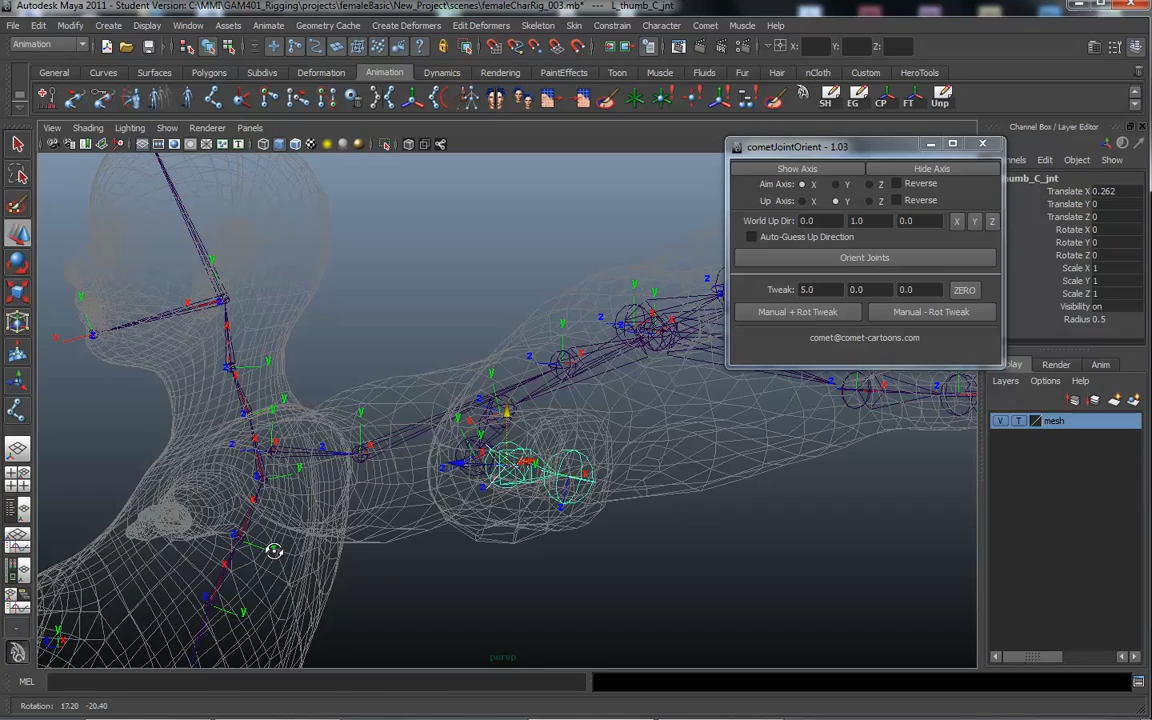 Autodesk Maya 2011 - Student Version: C:\MMI\GAM401_Rigging\projects\femaleBasic\New_Project\scenes\femaleCharRig_003.mb*  ---  L_thumb_C_jnt
File Edit Modify Create Display Window Assets Animate Geometry Cache Create Deformers Edit Deformers Skeleton Skin Constrain Character Comet Muscle Help
Animation X: Y: Z:
General Curves Surfaces Polygons Subdivs Deformation Animation Dynamics Rendering PaintEffects Toon Muscle Fluids Fur Hair nCloth Custom HeroTools
SH EG CP FT Unp
View Shading Lighting Show Renderer Panels
Channel Box / Layer Editor
cometJointOrient - 1.03
Show Axis Hide Axis
Aim Axis: X Y Z Reverse
Up Axis: X Y Z Reverse
World Up Dir: 0.0 1.0 0.0 X Y Z
Auto-Guess Up Direction
Orient Joints
Tweak: 5.0 0.0 0.0 ZERO
Manual + Rot Tweak Manual - Rot Tweak
comet@comet-cartoons.com
nnels Edit Object Show
humb_C_jnt
Translate X 0.262
Translate Y 0
Translate Z 0
Rotate X 0
Rotate Y 0
Rotate Z 0
Scale X 1
Scale Y 1
Scale Z 1
Visibility on
Radius 0.5
play Render Anim
Layers Options Help
V T mesh
persp
MEL
Rotation: 17.20 -20.40